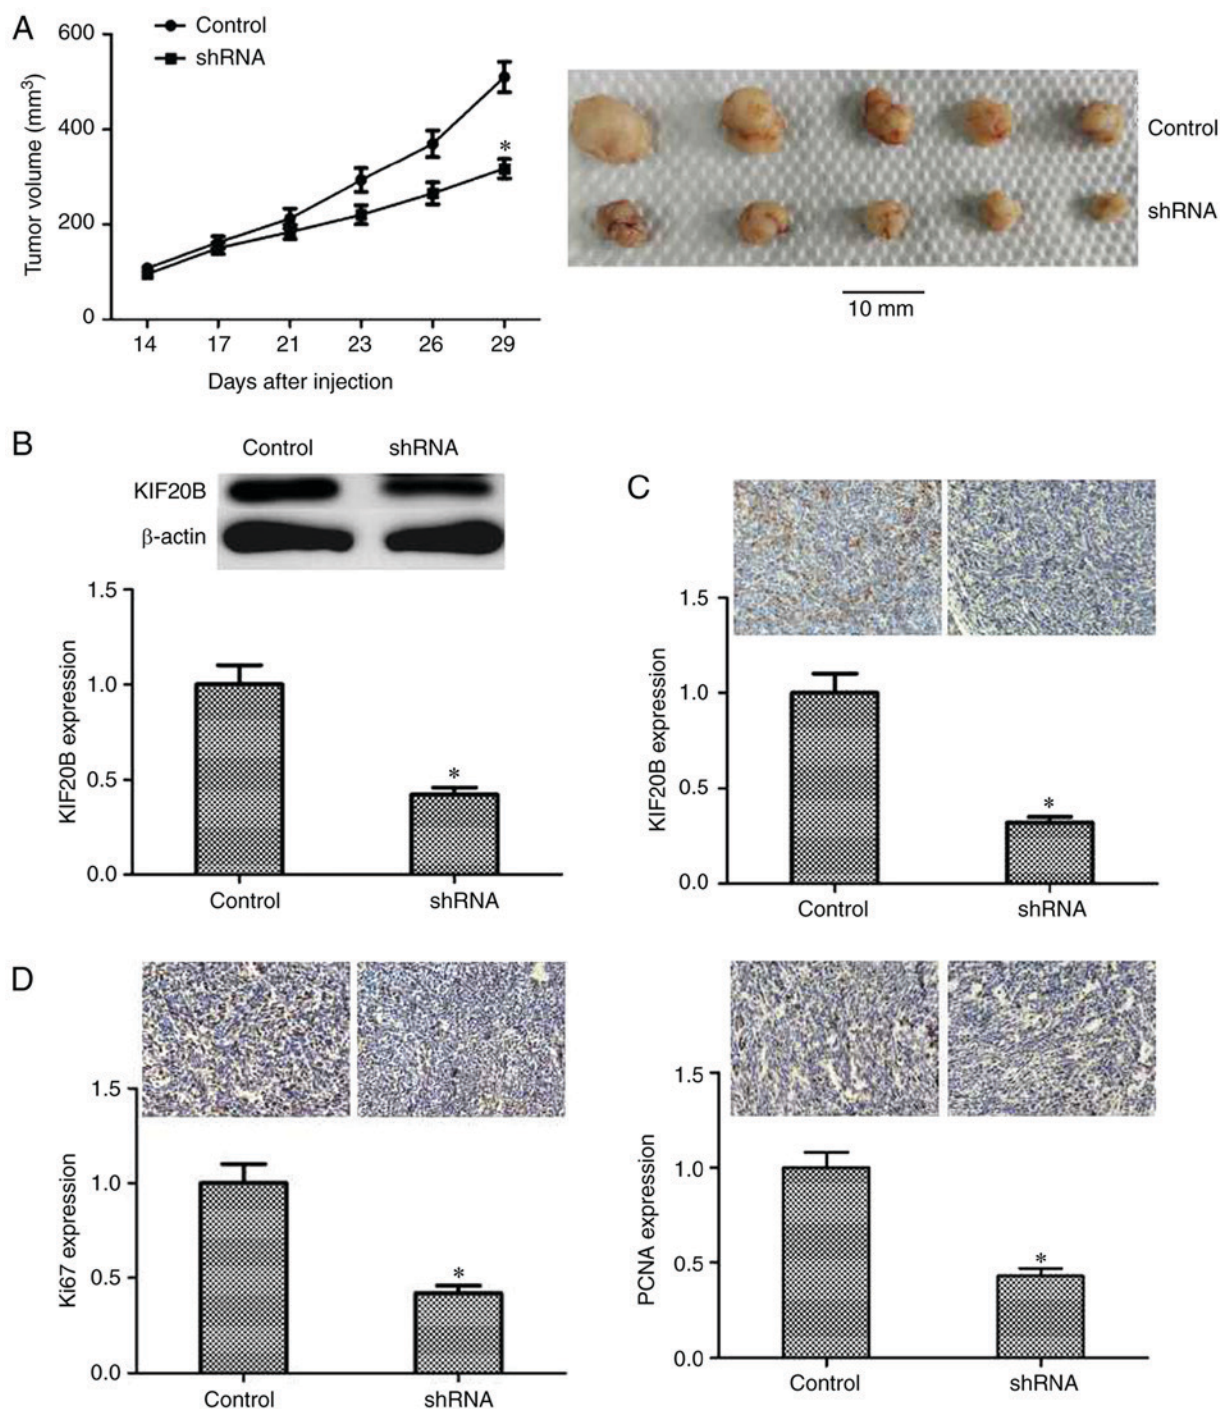 A
Control
shRNA
600
400
200
0
Tumor volume (mm³)
14 17 21 23 26 29
Days after injection
*
Control
shRNA
10 mm
B
Control shRNA
KIF20B
β-actin
1.5
1.0
0.5
0.0
KIF20B expression
*
Control shRNA
C
1.5
1.0
0.5
0.0
KIF20B expression
*
Control shRNA
D
1.5
1.0
0.5
0.0
Ki67 expression
*
Control shRNA
1.5
1.0
0.5
0.0
PCNA expression
*
Control shRNA